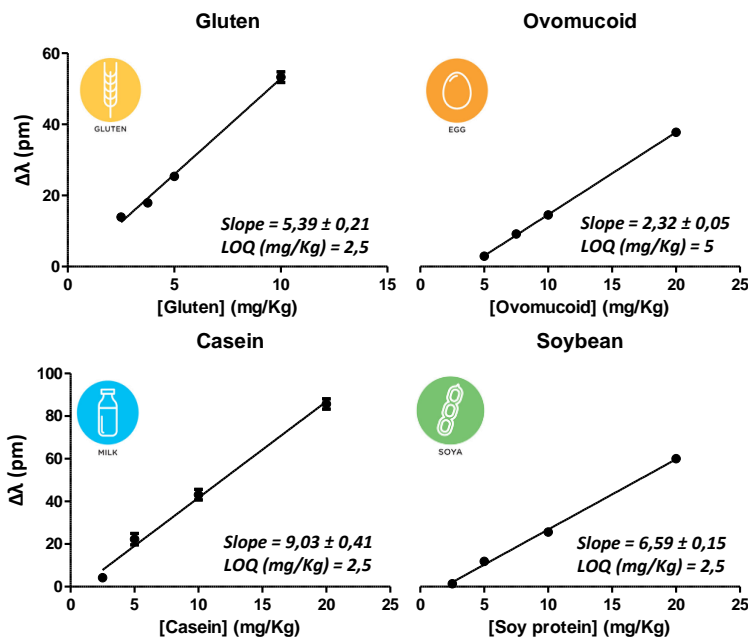 Gluten
60
40
20
0
Δλ (pm)
GLUTEN
Slope = 5,39 ± 0,21
LOQ (mg/Kg) = 2,5
0 5 10 15
[Gluten] (mg/Kg)
Ovomucoid
EGG
Slope = 2,32 ± 0,05
LOQ (mg/Kg) = 5
0 5 10 15 20 25
[Ovomucoid] (mg/Kg)
Casein
100
80
60
40
20
0
Δλ (pm)
MILK
Slope = 9,03 ± 0,41
LOQ (mg/Kg) = 2,5
0 5 10 15 20 25
[Casein] (mg/Kg)
Soybean
SOYA
Slope = 6,59 ± 0,15
LOQ (mg/Kg) = 2,5
0 5 10 15 20 25
[Soy protein] (mg/Kg)